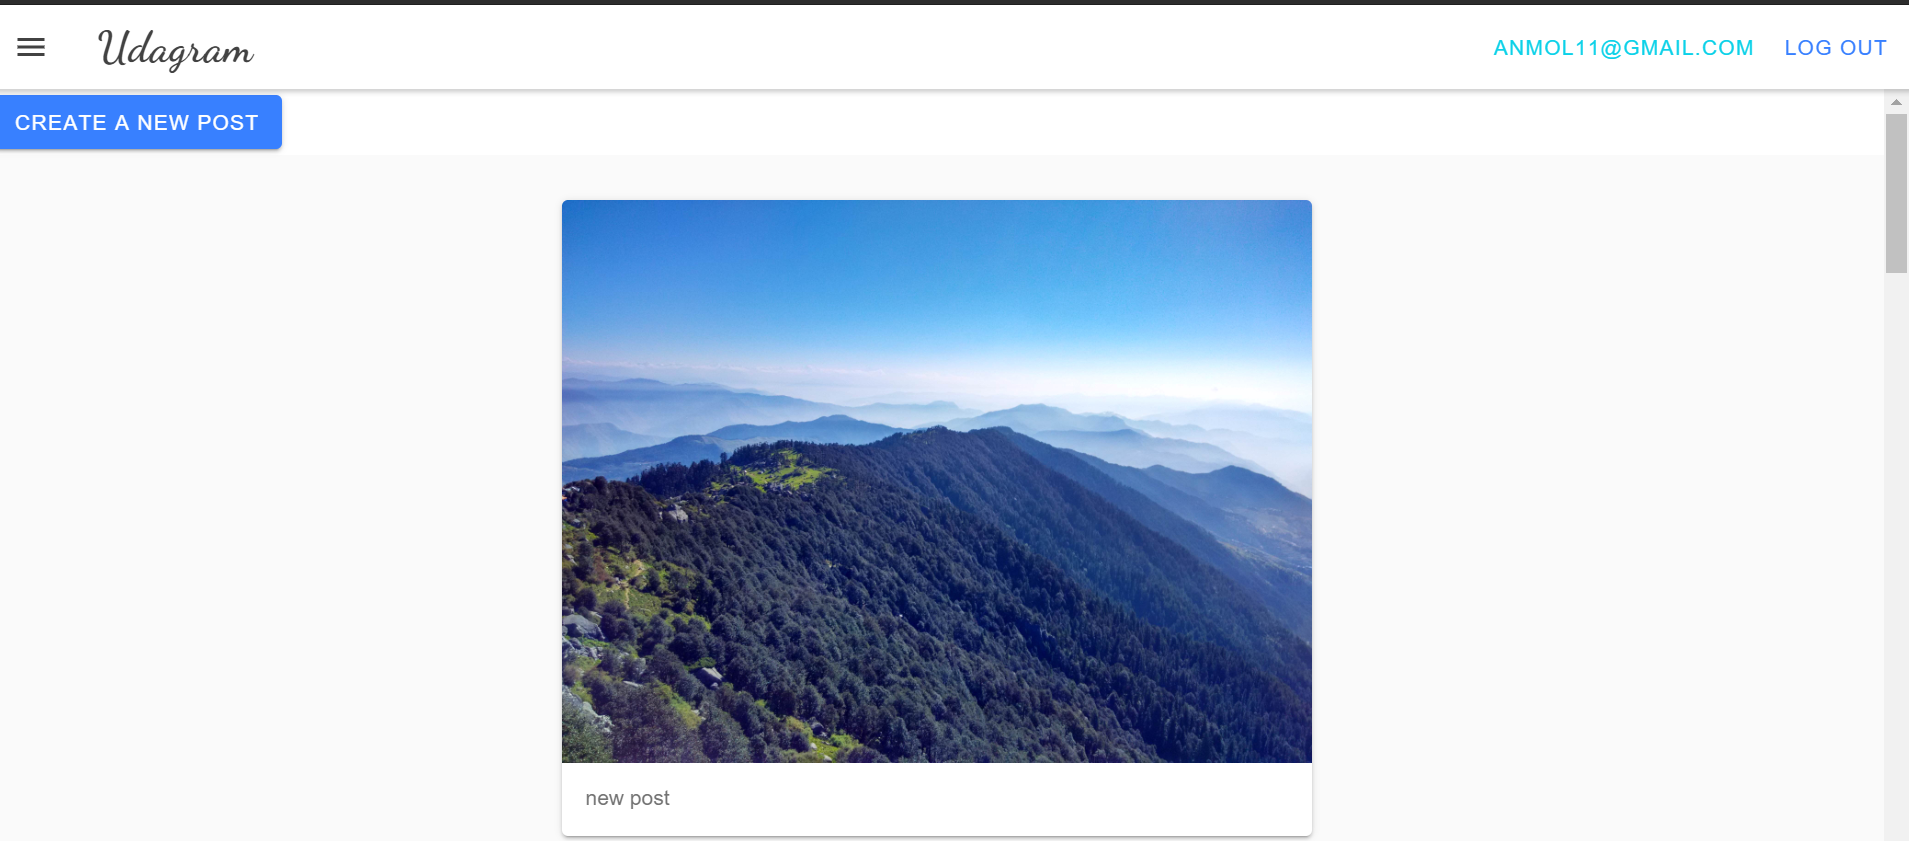 Udagram
ANMOL11@GMAIL.COM LOG OUT
CREATE A NEW POST
new post